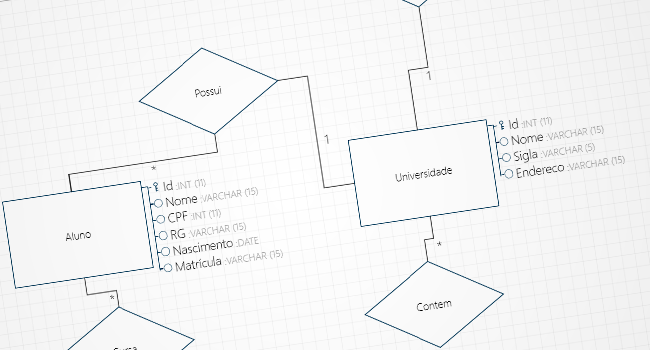 Possui
1
1
*
Id :INT (11)
Nome :VARCHAR (15)
CPF :INT (11)
RG :VARCHAR (15)
Nascimento :DATE
Matrícula :VARCHAR (15)
Aluno
*
Universidade
Id :INT (11)
Nome :VARCHAR (15)
Sigla :VARCHAR (5)
Endereco :VARCHAR (15)
*
Contem